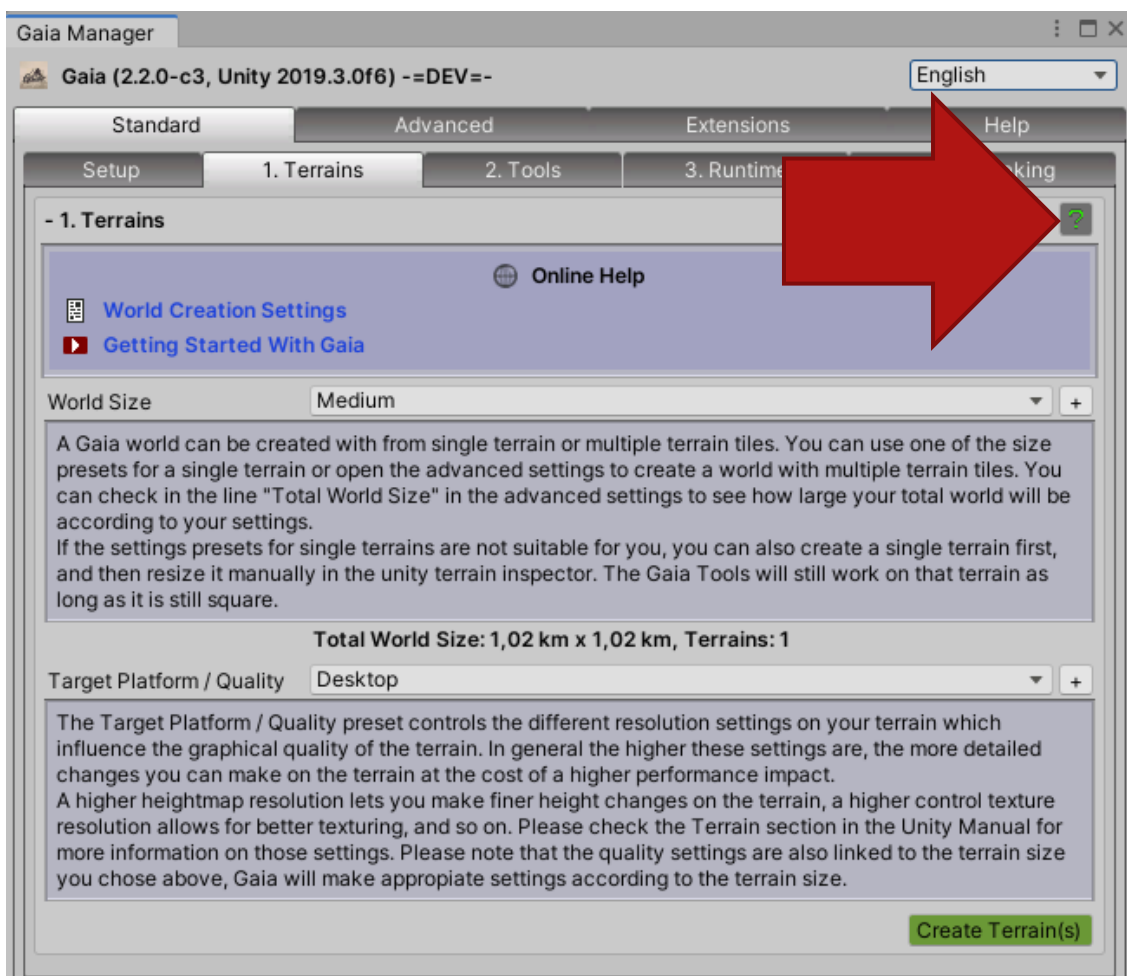 Gaia Manager
Gaia (2.2.0-c3, Unity 2019.3.0f6) -=DEV=-
English
Standard
Advanced
Extensions
Help
Setup
1. Terrains
2. Tools
3. Runtime
- 1. Terrains
?
Online Help
World Creation Settings
Getting Started With Gaia
World Size
Medium
+
A Gaia world can be created with from single terrain or multiple terrain tiles. You can use one of the size
presets for a single terrain or open the advanced settings to create a world with multiple terrain tiles. You
can check in the line "Total World Size" in the advanced settings to see how large your total world will be
according to your settings.
If the settings presets for single terrains are not suitable for you, you can also create a single terrain first,
and then resize it manually in the unity terrain inspector. The Gaia Tools will still work on that terrain as
long as it is still square.
Total World Size: 1,02 km x 1,02 km, Terrains: 1
Target Platform / Quality
Desktop
+
The Target Platform / Quality preset controls the different resolution settings on your terrain which
influence the graphical quality of the terrain. In general the higher these settings are, the more detailed
changes you can make on the terrain at the cost of a higher performance impact.
A higher heightmap resolution lets you make finer height changes on the terrain, a higher control texture
resolution allows for better texturing, and so on. Please check the Terrain section in the Unity Manual for
more information on those settings. Please note that the quality settings are also linked to the terrain size
you chose above, Gaia will make appropiate settings according to the terrain size.
Create Terrain(s)